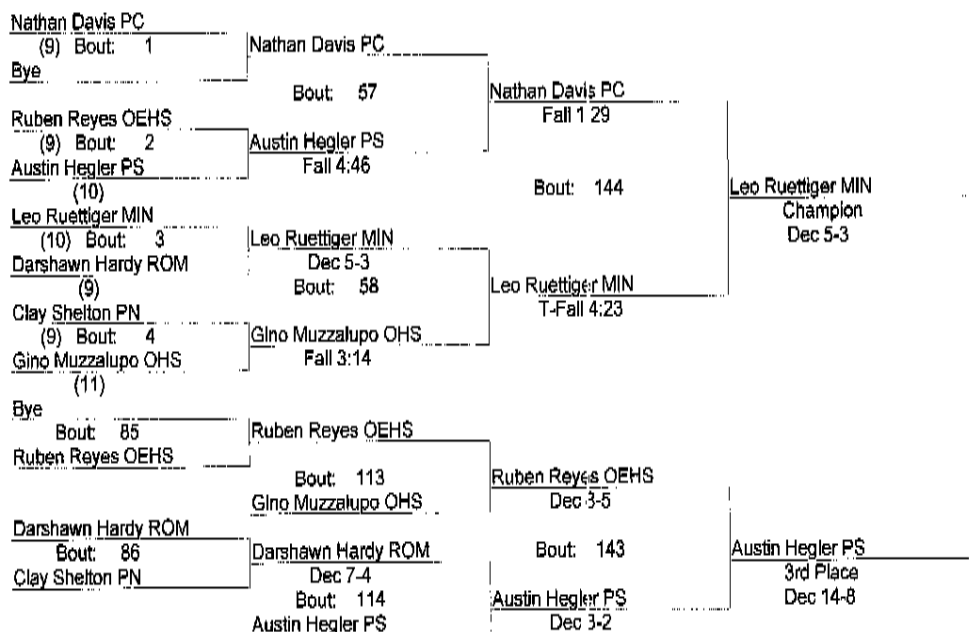 Nathan Davis PC
(9) Bout: 1
Bye
Nathan Davis PC
Bout: 57
Ruben Reyes OEHS
(9) Bout: 2
Austin Hegler PS
(10)
Austin Hegler PS
Fall 4:46
Nathan Davis PC
Fall 1 29
Bout: 144
Leo Ruettiger MIN
(10) Bout: 3
Darshawn Hardy ROM
(9)
Leo Ruettiger MIN
Dec 5-3
Bout: 58
Clay Shelton PN
(9) Bout: 4
Gino Muzzalupo OHS
(11)
Gino Muzzalupo OHS
Fall 3:14
Leo Ruettiger MIN
T-Fall 4:23
Leo Ruettiger MIN
Champion
Dec 5-3
Bye
Bout: 85
Ruben Reyes OEHS
Ruben Reyes OEHS
Bout: 113
Gino Muzzalupo OHS
Ruben Reyes OEHS
Dec 3-5
Bout: 143
Darshawn Hardy ROM
Bout: 86
Clay Shelton PN
Darshawn Hardy ROM
Dec 7-4
Bout: 114
Austin Hegler PS
Austin Hegler PS
Dec 3-2
Austin Hegler PS
3rd Place
Dec 14-8